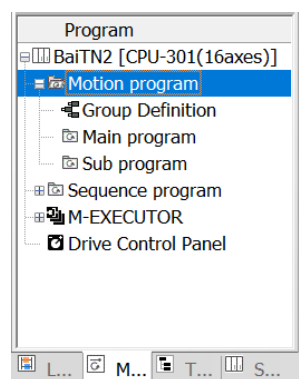 Program
BaiTN2 [CPU-301(16axes)]
Motion program
Group Definition
Main program
Sub program
Sequence program
M-EXECUTOR
Drive Control Panel
L... M... T... S...